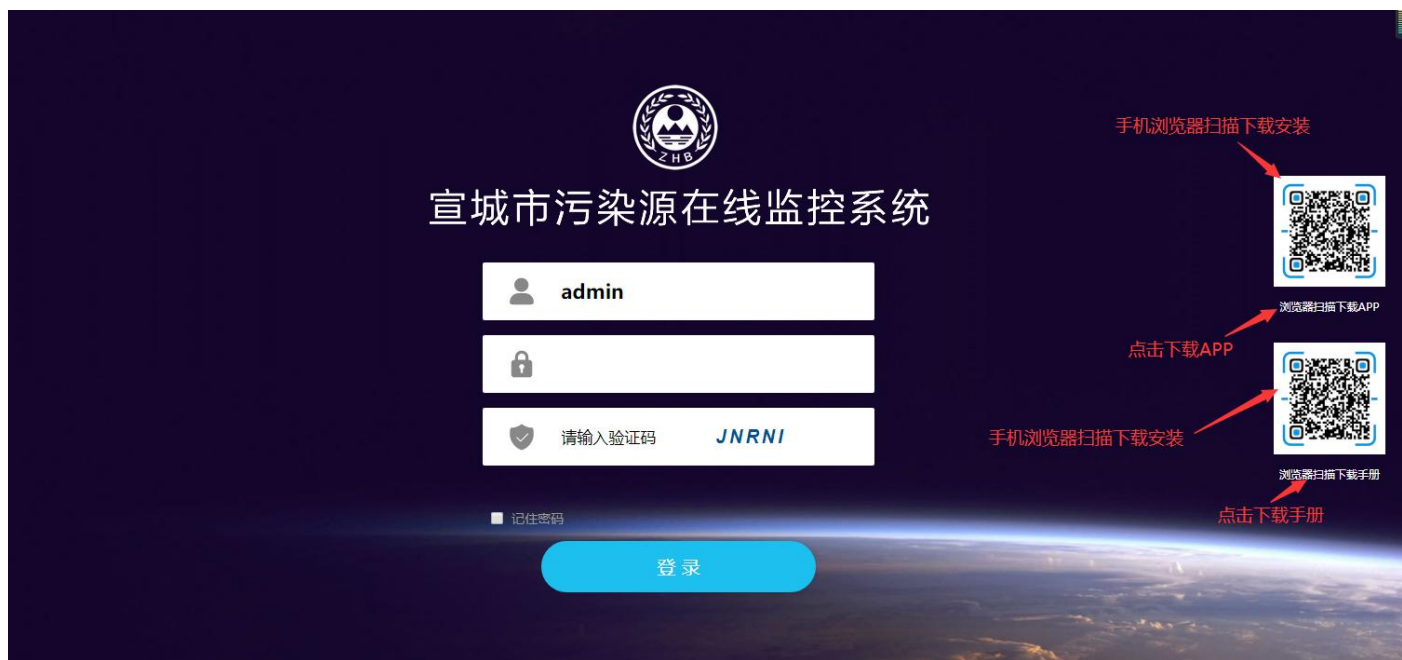 ZHB
宣城市污染源在线监控系统
admin
请输入验证码 JNRNI
记住密码
登录
手机浏览器扫描下载安装
浏览器扫描下载APP
点击下载APP
手机浏览器扫描下载安装
浏览器扫描下载手册
点击下载手册